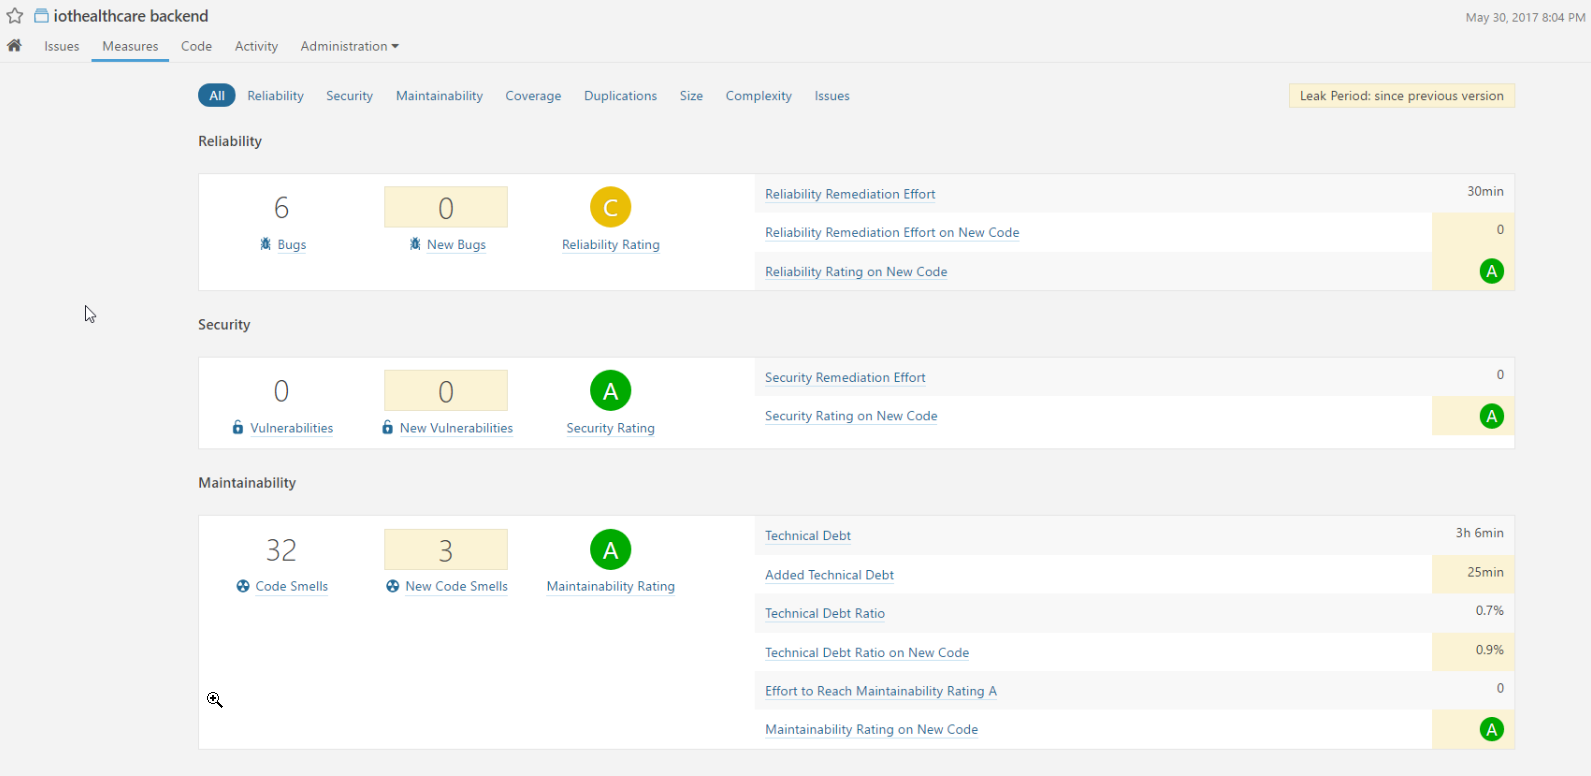 iothealthcare backend
May 30, 2017 8:04 PM
Issues Measures Code Activity Administration
All Reliability Security Maintainability Coverage Duplications Size Complexity Issues
Leak Period: since previous version
Reliability
6
Bugs
0
New Bugs
C
Reliability Rating
Reliability Remediation Effort 30min
Reliability Remediation Effort on New Code 0
Reliability Rating on New Code A
Security
0
Vulnerabilities
0
New Vulnerabilities
A
Security Rating
Security Remediation Effort 0
Security Rating on New Code A
Maintainability
32
Code Smells
3
New Code Smells
A
Maintainability Rating
Technical Debt 3h 6min
Added Technical Debt 25min
Technical Debt Ratio 0.7%
Technical Debt Ratio on New Code 0.9%
Effort to Reach Maintainability Rating A 0
Maintainability Rating on New Code A